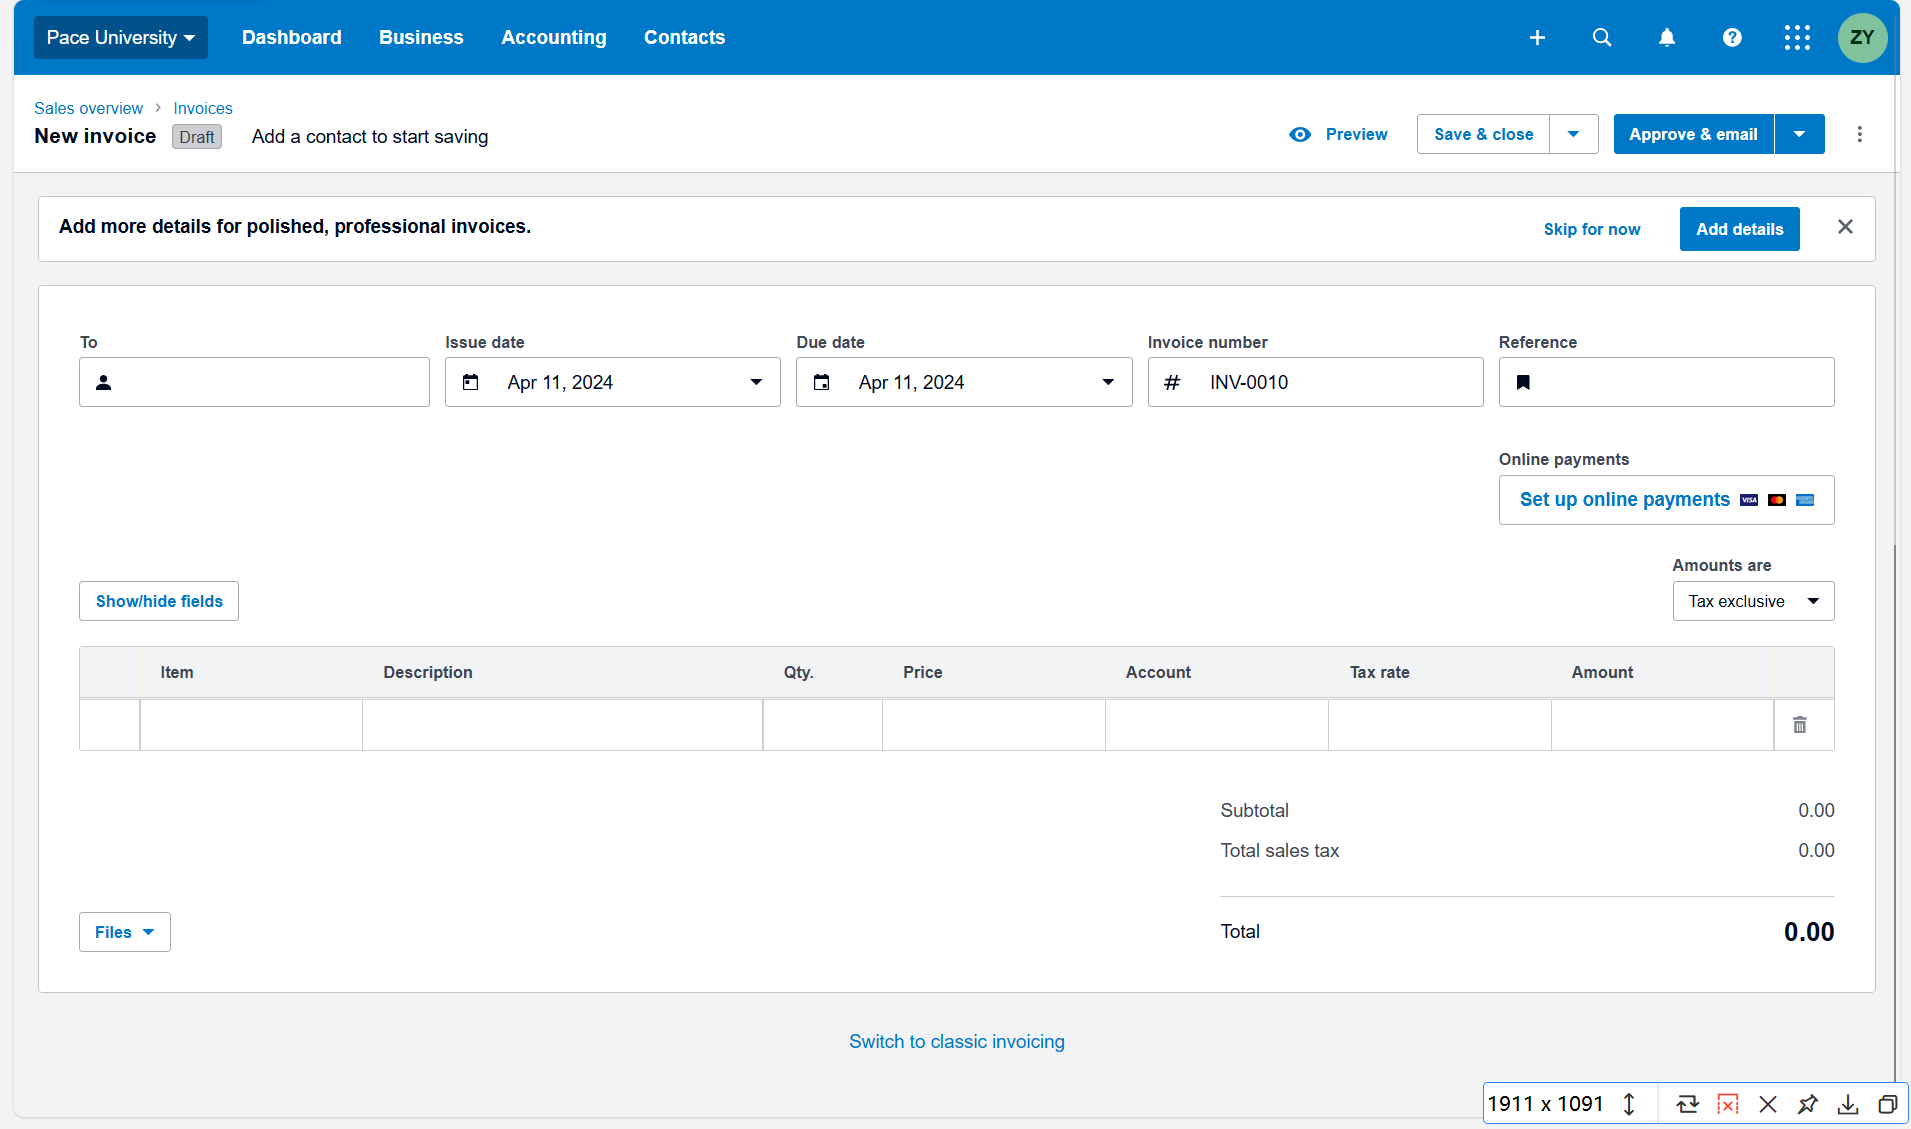 Pace University Dashboard Business Accounting Contacts ZY
Sales overview Invoices
New invoice Draft Add a contact to start saving Preview Save & close Approve & email
Add more details for polished, professional invoices. Skip for now Add details
To Issue date Due date Invoice number Reference
Apr 11, 2024 Apr 11, 2024 # INV-0010
Online payments
Set up online payments VISA
Amounts are
Show/hide fields Tax exclusive
Item Description Qty. Price Account Tax rate Amount
Subtotal 0.00
Total sales tax 0.00
Files Total 0.00
Switch to classic invoicing
1911 x 1091